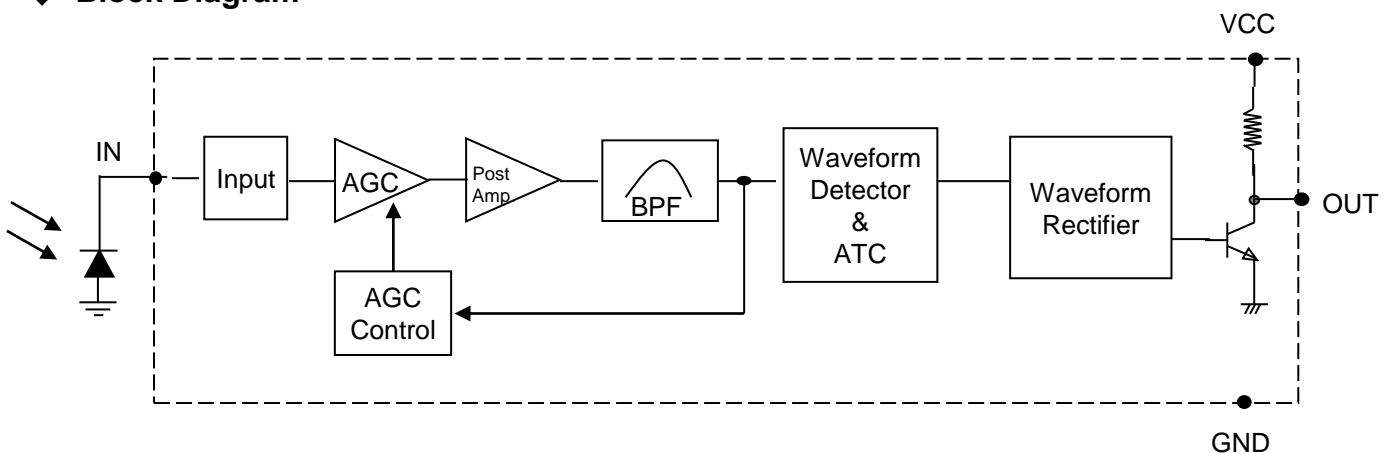 Block Diagram
VCC
IN
Input
AGC
Post
Amp
BPF
Waveform
Detector
&
ATC
Waveform
Rectifier
OUT
AGC
Control
GND